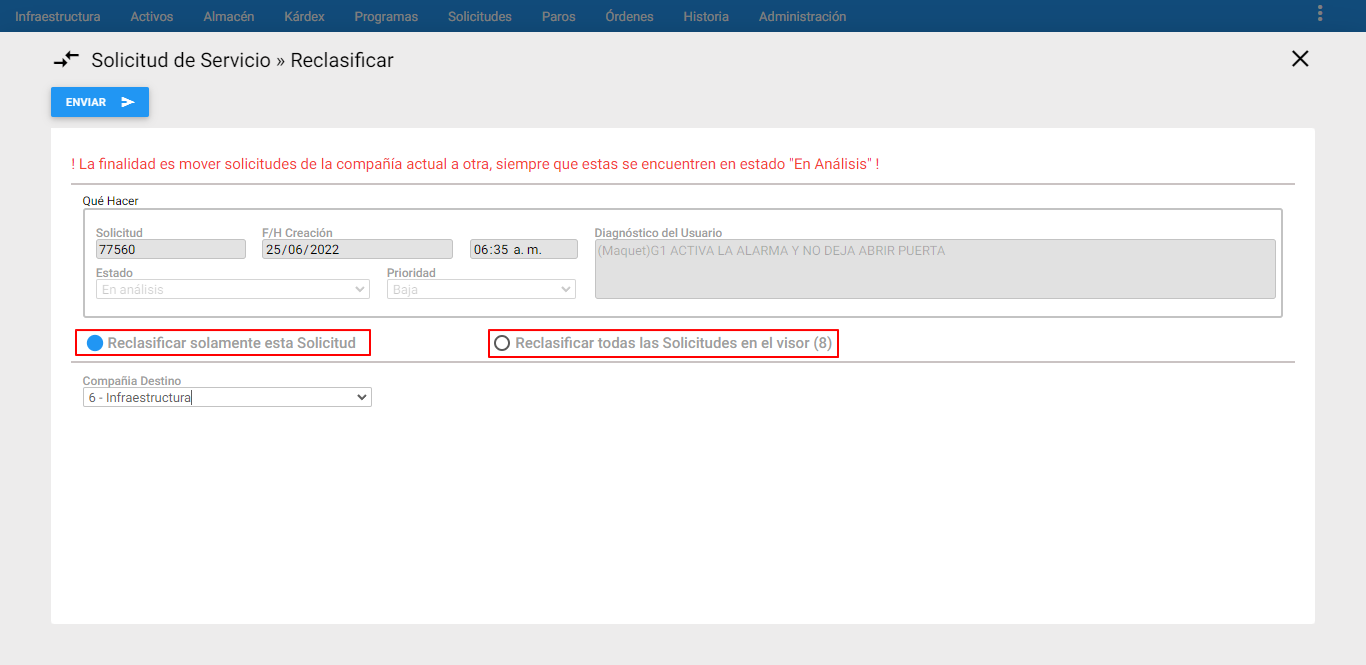 Infraestructura Activos Almacén Kárdex Programas Solicitudes Paros Órdenes Historia Administración
Solicitud de Servicio » Reclasificar
ENVIAR
! La finalidad es mover solicitudes de la compañía actual a otra, siempre que estas se encuentren en estado "En Análisis" !
Qué Hacer
Solicitud F/H Creación Diagnóstico del Usuario
77560 25/06/2022 06:35 a. m. (Maquet)G1 ACTIVA LA ALARMA Y NO DEJA ABRIR PUERTA
Estado Prioridad
En análisis Baja
Reclasificar solamente esta Solicitud Reclasificar todas las Solicitudes en el visor (8)
Compañia Destino
6 - Infraestructura